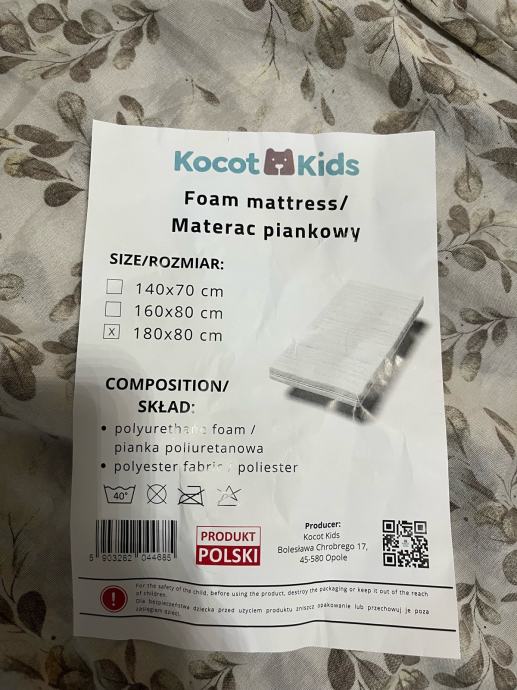 Kocot Kids
Foam mattress/
Materac piankowy
SIZE/ROZMIAR:
140x70 cm
160x80 cm
x 180x80 cm
COMPOSITION/
SKŁAD:
• polyurethane foam /
pianka poliuretanowa
• polyester fabric / poliester
40°
PRODUKT
POLSKI
Producer:
Kocot Kids
Bolesława Chrobrego 17,
45-580 Opole
5 903262 044685
! For the safety of the child, before using the product, destroy the packaging or keep it out of the reach
of children.
Dla bezpieczeństwa dziecka przed użyciem produktu zniszcz opakowanie lub przechowuj je poza
zasięgiem dzieci.